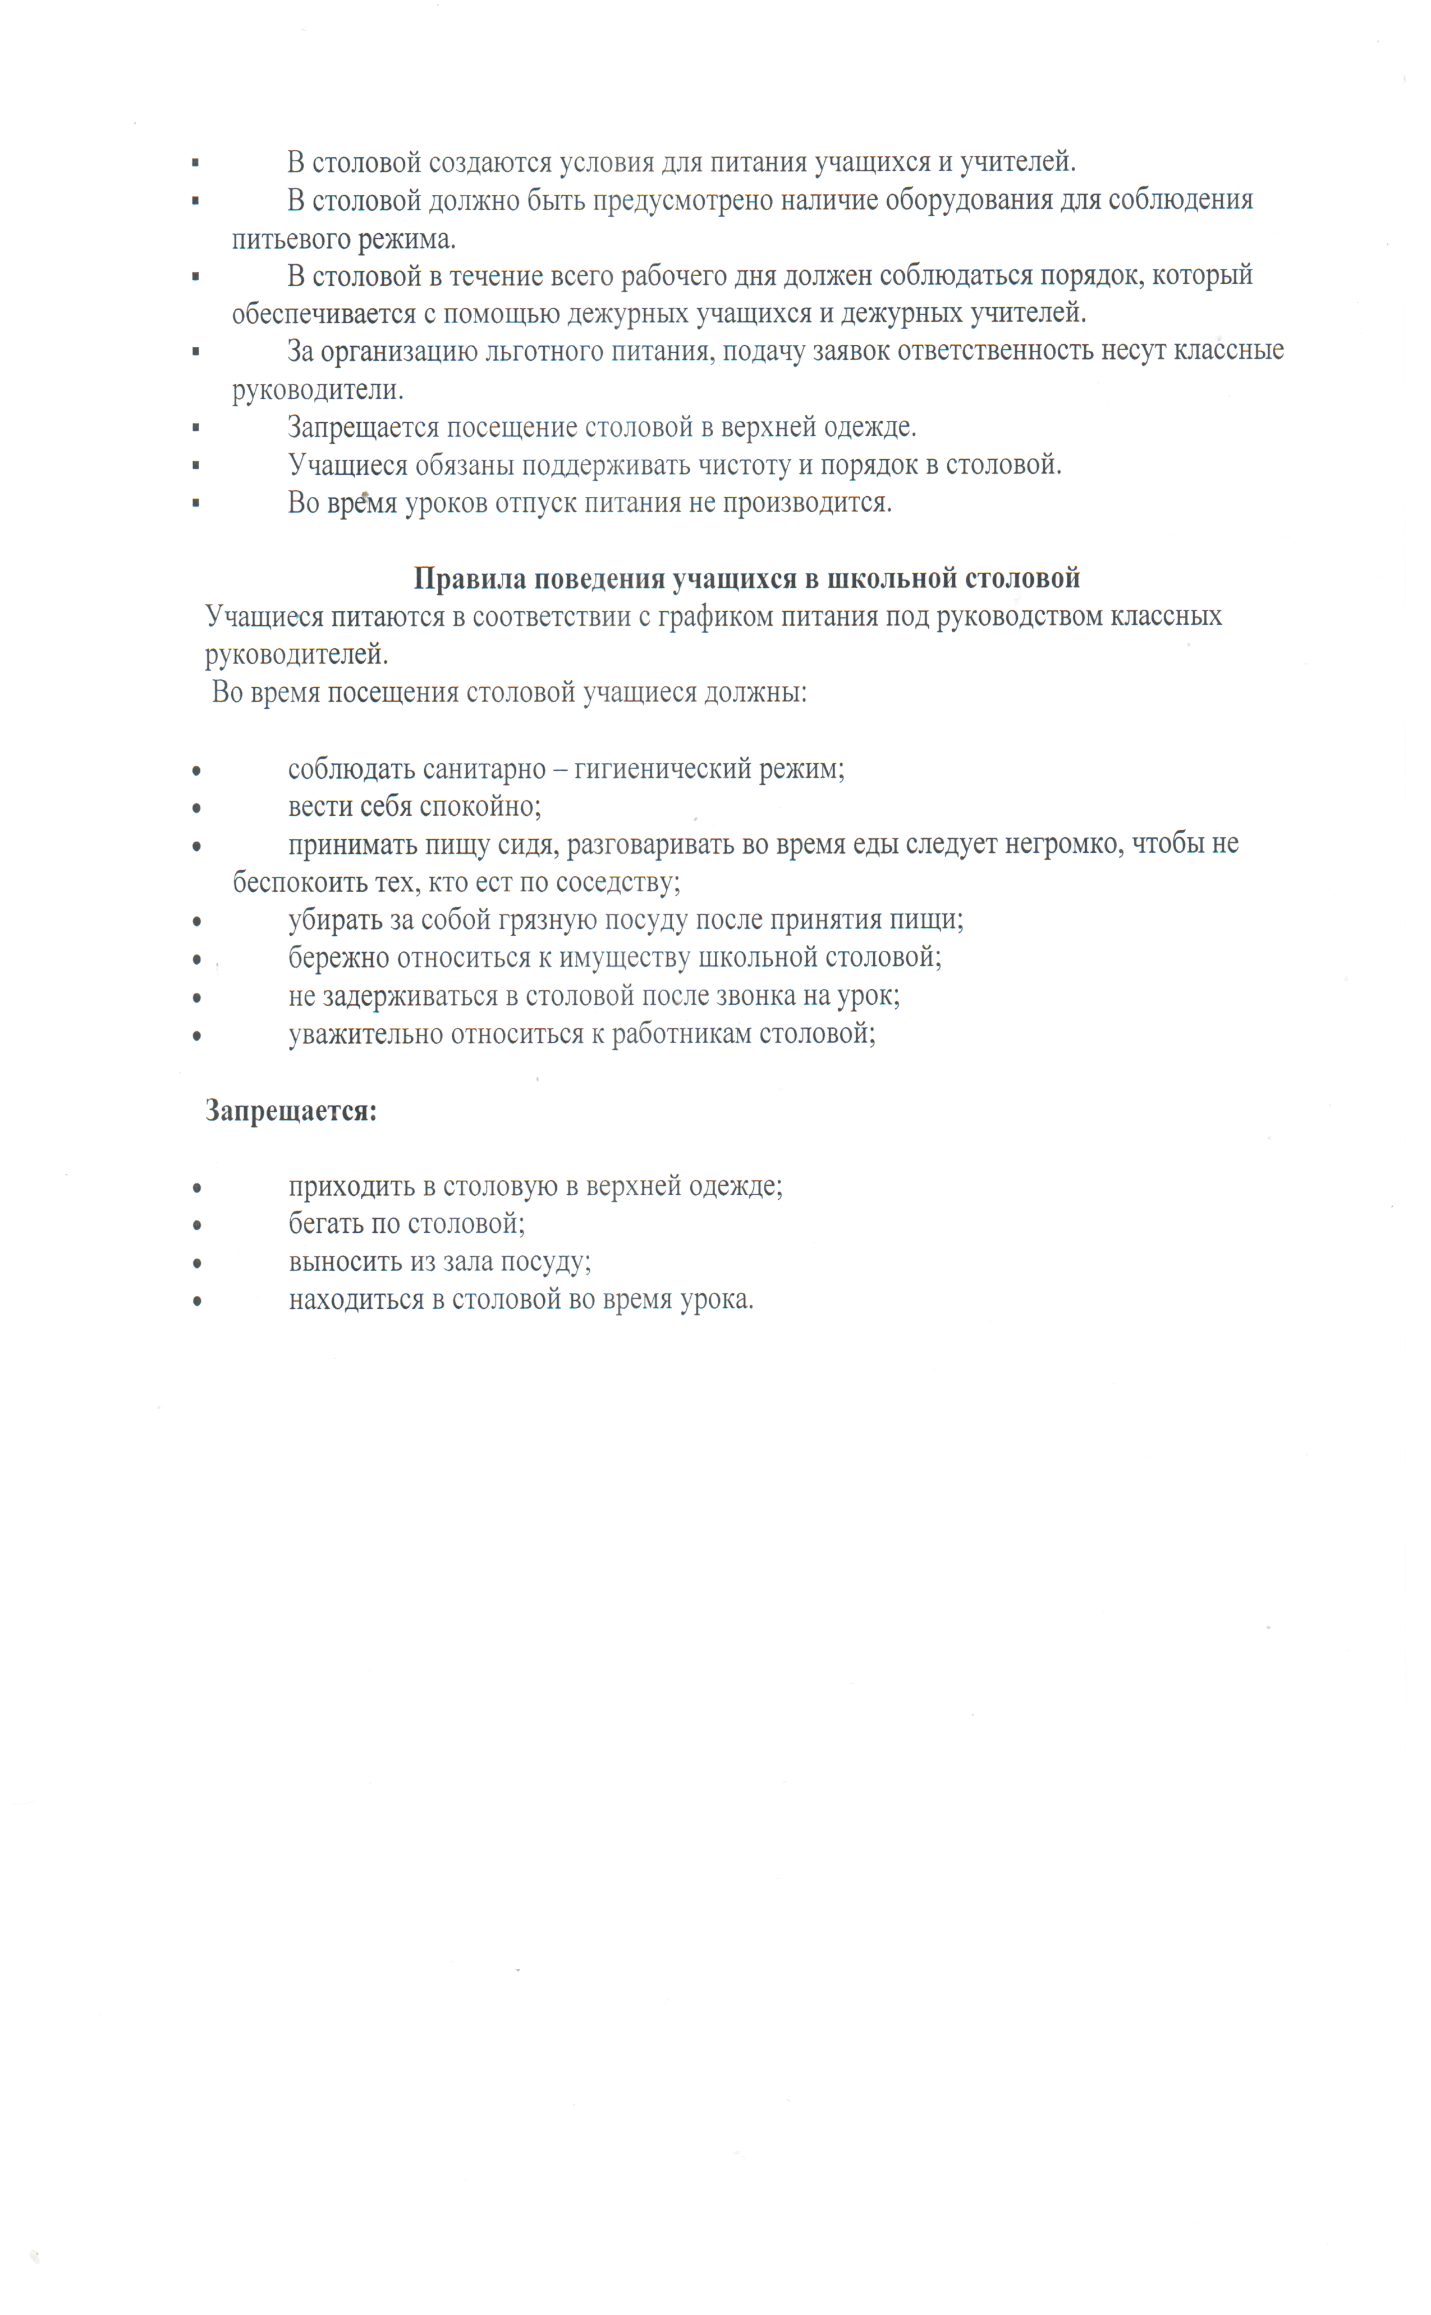 ▪ В столовой создаются условия для питания учащихся и учителей.
▪ В столовой должно быть предусмотрено наличие оборудования для соблюдения
питьевого режима.
▪ В столовой в течение всего рабочего дня должен соблюдаться порядок, который
обеспечивается с помощью дежурных учащихся и дежурных учителей.
▪ За организацию льготного питания, подачу заявок ответственность несут классные
руководители.
▪ Запрещается посещение столовой в верхней одежде.
▪ Учащиеся обязаны поддерживать чистоту и порядок в столовой.
▪ Во время уроков отпуск питания не производится.
Правила поведения учащихся в школьной столовой
Учащиеся питаются в соответствии с графиком питания под руководством классных
руководителей.
Во время посещения столовой учащиеся должны:
• соблюдать санитарно – гигиенический режим;
• вести себя спокойно;
• принимать пищу сидя, разговаривать во время еды следует негромко, чтобы не
беспокоить тех, кто ест по соседству;
• убирать за собой грязную посуду после принятия пищи;
• бережно относиться к имуществу школьной столовой;
• не задерживаться в столовой после звонка на урок;
• уважительно относиться к работникам столовой;
Запрещается:
• приходить в столовую в верхней одежде;
• бегать по столовой;
• выносить из зала посуду;
• находиться в столовой во время урока.